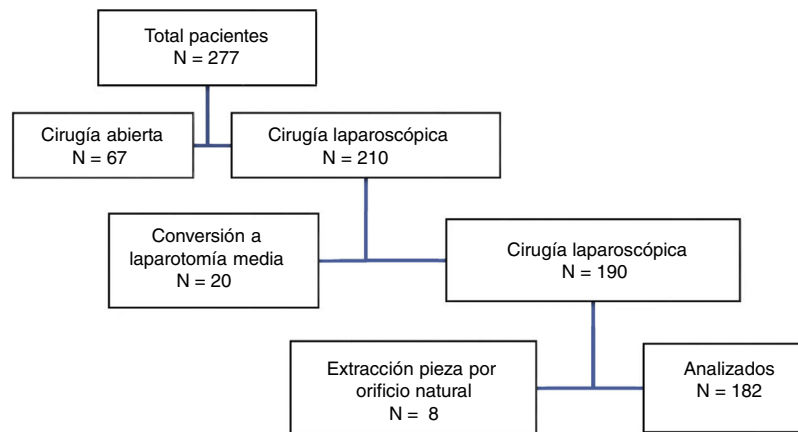 Total pacientes
N = 277
Cirugía abierta
N = 67
Cirugía laparoscópica
N = 210
Conversión a
laparotomía media
N = 20
Cirugía laparoscópica
N = 190
Extracción pieza por
orificio natural
N = 8
Analizados
N = 182